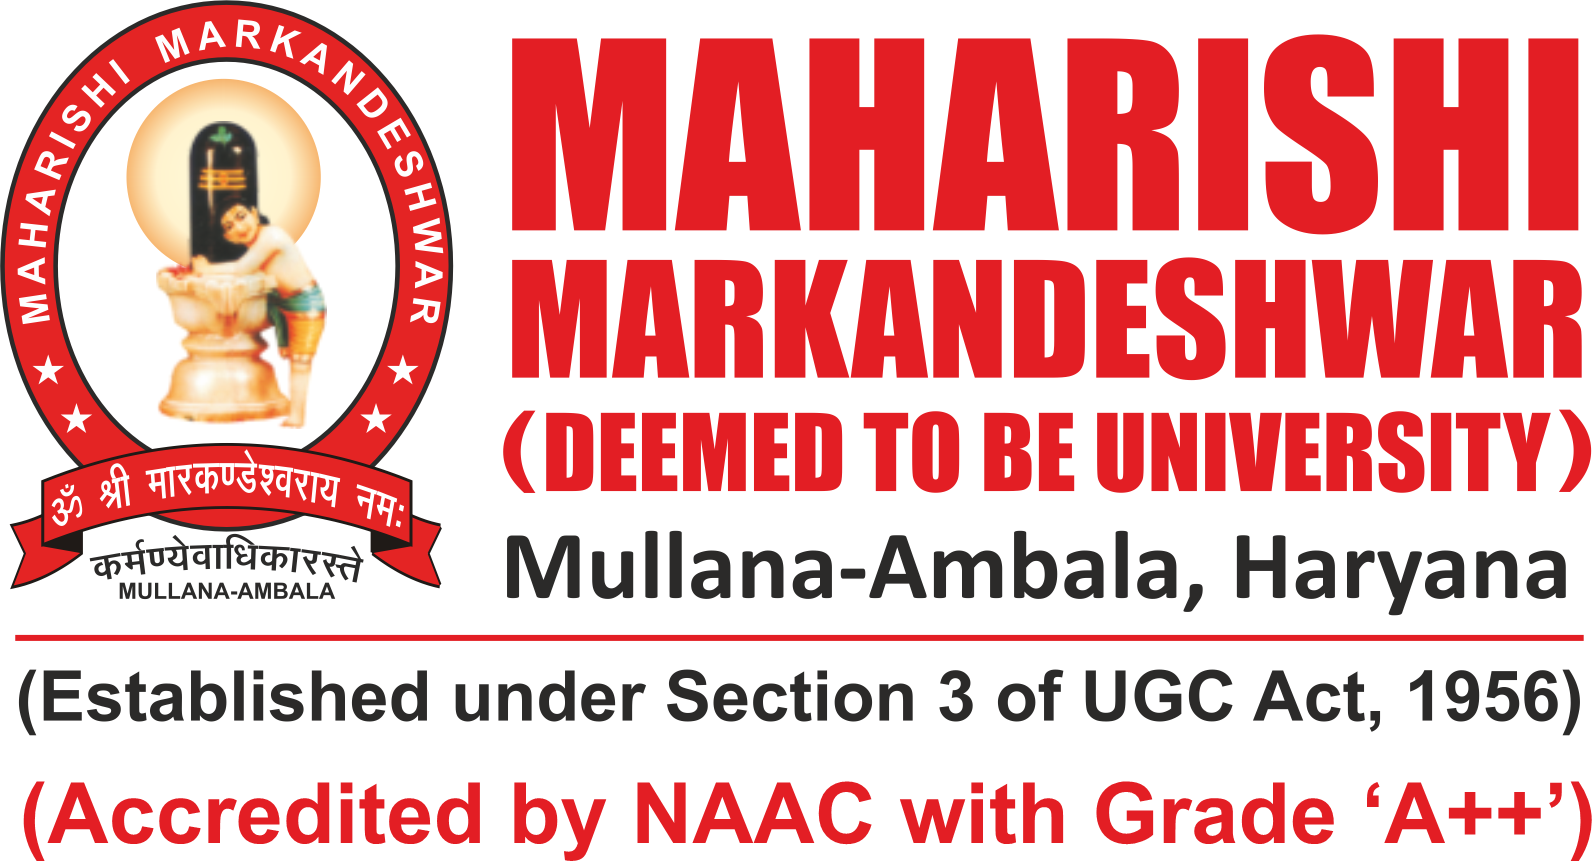 MAHARISHI MARKANDESHWAR
ॐ श्री मारकण्डेश्वराय नमः
कर्मण्येवाधिकारस्ते
MULLANA-AMBALA
MAHARISHI
MARKANDESHWAR
(DEEMED TO BE UNIVERSITY)
Mullana-Ambala, Haryana
(Established under Section 3 of UGC Act, 1956)
(Accredited by NAAC with Grade ‘A++’)